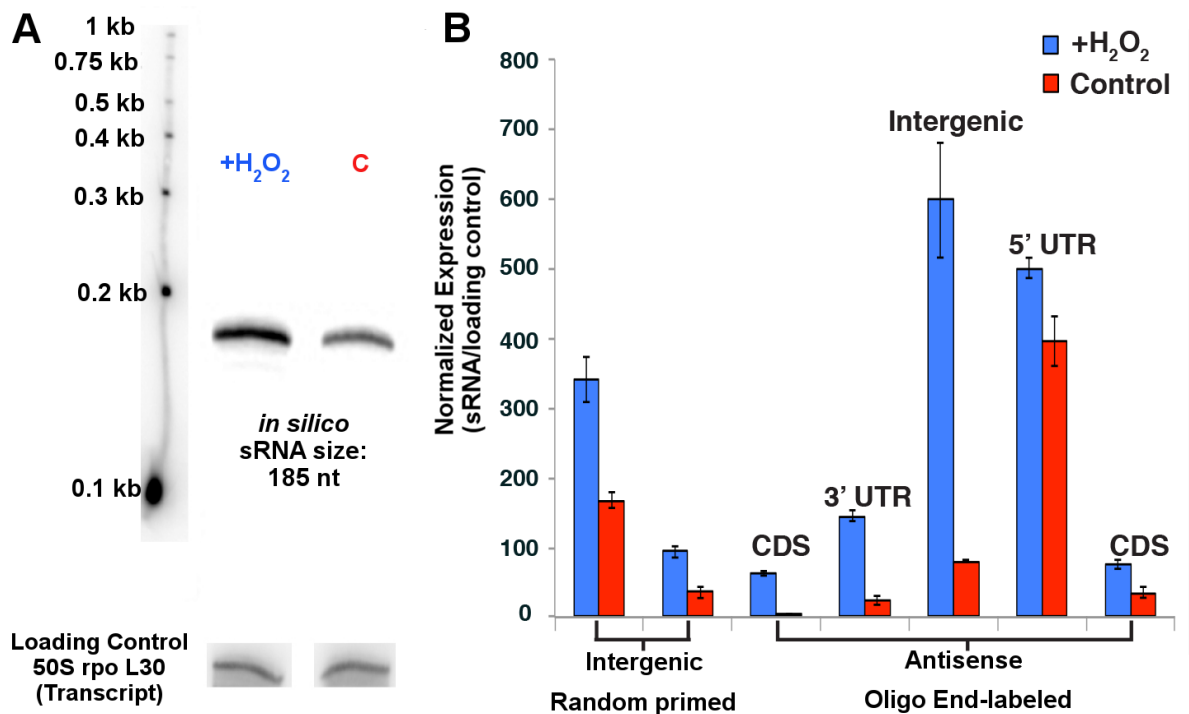 A
1 kb
0.75 kb
0.5 kb
0.4 kb
0.3 kb
0.2 kb
0.1 kb
+H₂O₂
C
in silico
sRNA size:
185 nt
Loading Control
50S rpo L30
(Transcript)
B
Normalized Expression
(sRNA/loading control)
800
700
600
500
400
300
200
100
0
+H₂O₂
Control
CDS
3’ UTR
Intergenic
5’ UTR
CDS
Intergenic
Random primed
Antisense
Oligo End-labeled